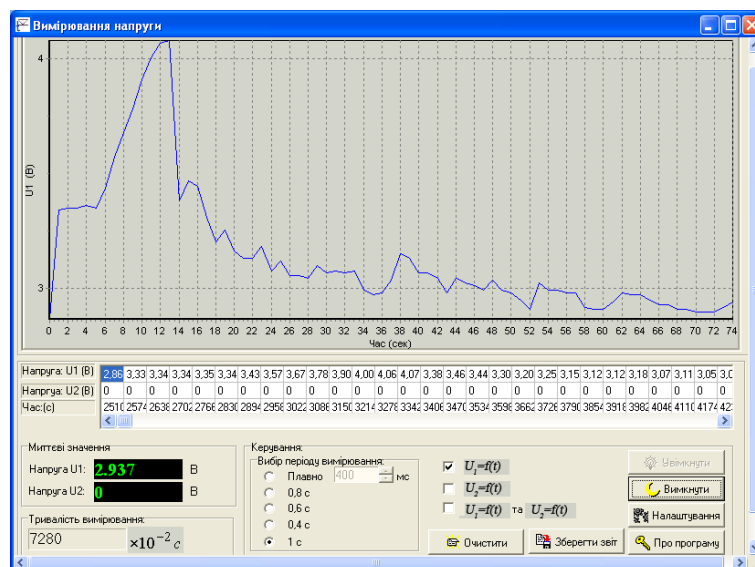 Вимірювання напруги
4
3
U1 (В)
0 2 4 6 8 10 12 14 16 18 20 22 24 26 28 30 32 34 36 38 40 42 44 46 48 50 52 54 56 58 60 62 64 66 68 70 72 74
Час (сек)
Напруга: U1 (В) 2,86 3,33 3,34 3,34 3,35 3,34 3,43 3,57 3,67 3,78 3,90 4,00 4,06 4,07 3,38 3,46 3,44 3,30 3,20 3,25 3,15 3,12 3,12 3,18 3,07 3,11 3,05
Напруга: U2 (В) 0 0 0 0 0 0 0 0 0 0 0 0 0 0 0 0 0 0 0 0 0 0 0 0 0 0 0 0
Час:(с) 2510 2574 2638 2702 2766 2830 2894 2958 3022 3086 3150 3214 3278 3342 3406 3470 3534 3598 3662 3726 3790 3854 3918 3982 4046 4110 4174
Миттєві значення
Напруга U1: 2.937 В
Напруга U2: 0 В
Тривалість вимірювання:
7280 ×10⁻² с
Керування:
Вибір періоду вимірювання:
Плавно 400 мс
0,8 с
0,6 с
0,4 с
1 с
U₁=f(t)
U₂=f(t)
U₁=f(t) та U₂=f(t)
Очистити
Зберегти звіт
Увімкнути
Вимкнути
Налаштування
Про програму